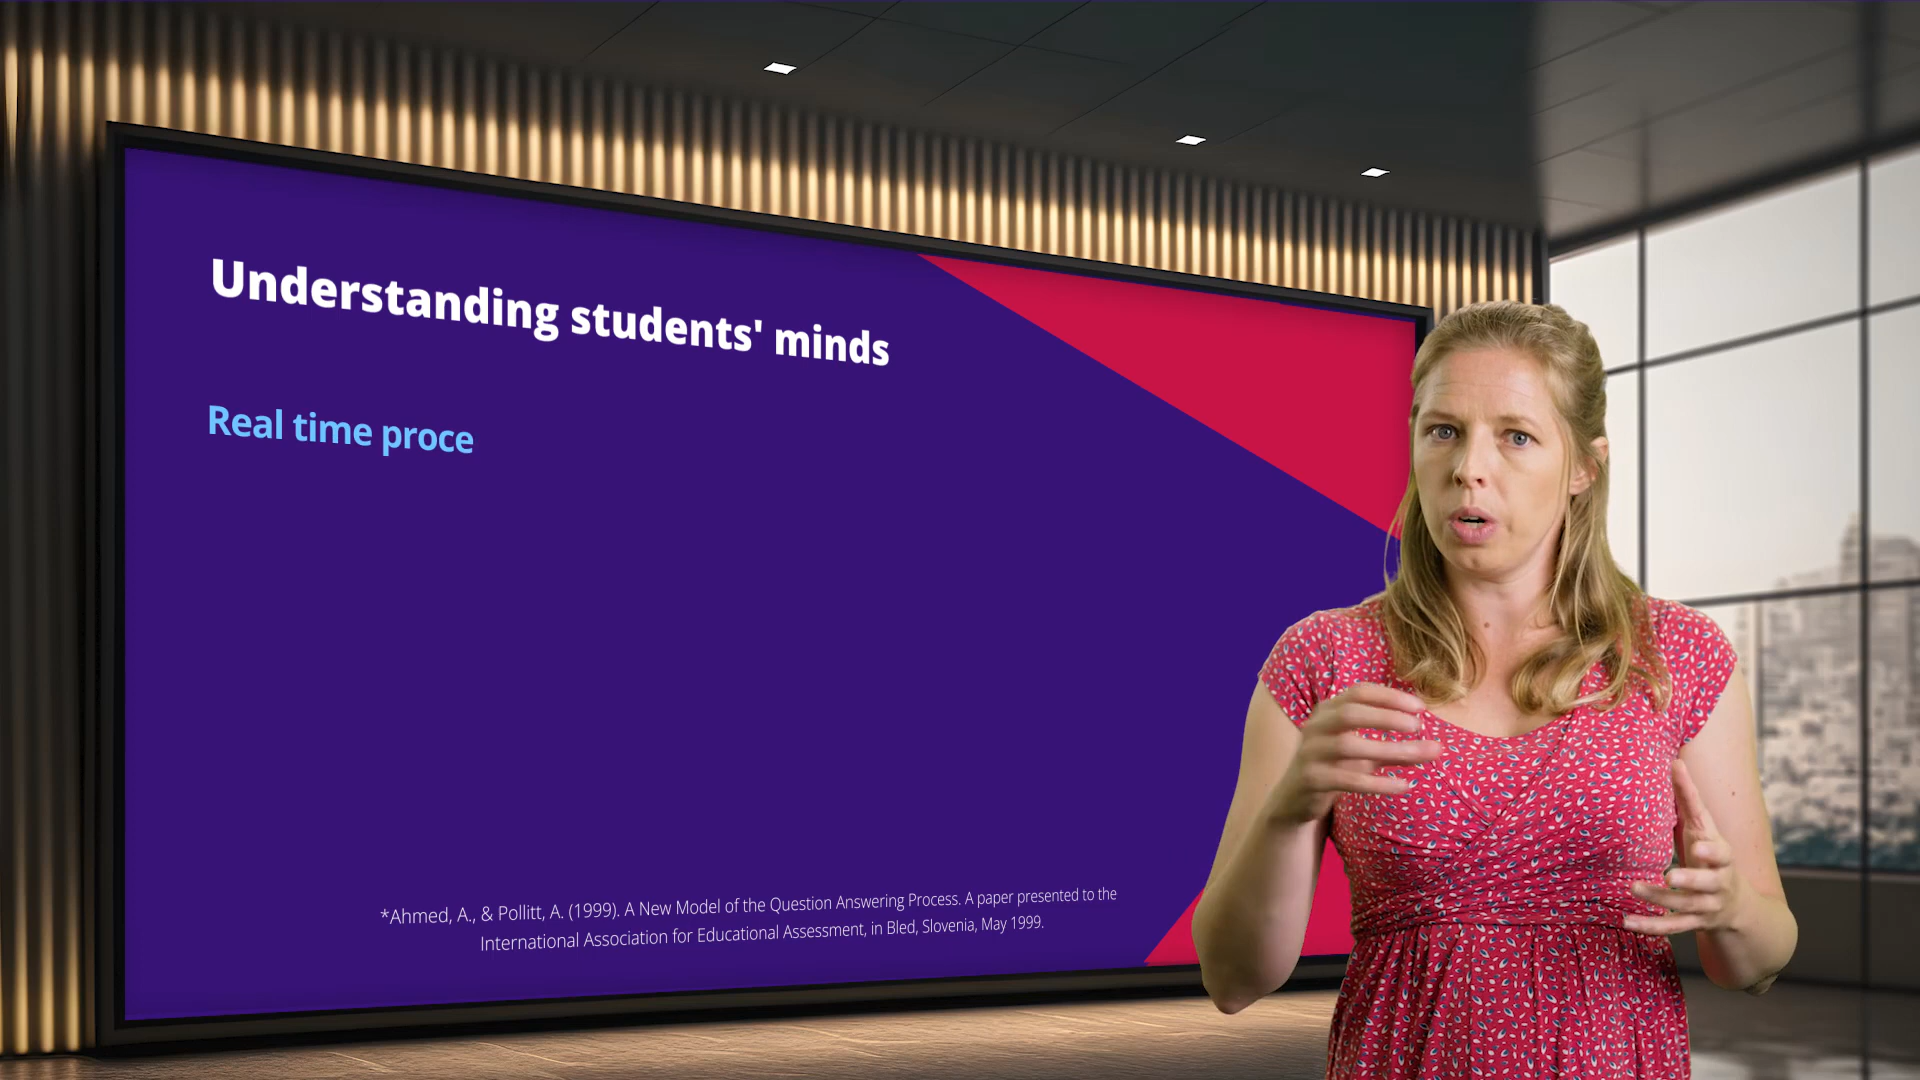 Understanding students' minds
Real time proce
*Ahmed, A., & Pollitt, A. (1999). A New Model of the Question Answering Process. A paper presented to the
International Association for Educational Assessment, in Bled, Slovenia, May 1999.